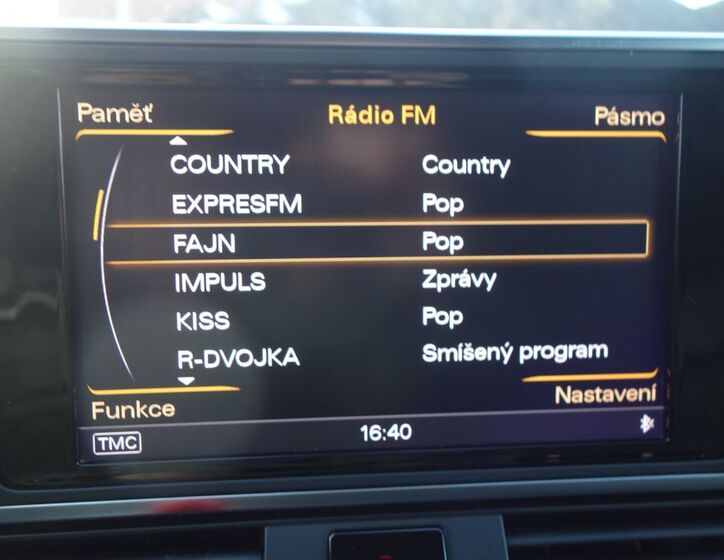 Paměť Rádio FM Pásmo
COUNTRY Country
EXPRESFM Pop
FAJN Pop
IMPULS Zprávy
KISS Pop
R-DVOJKA Smíšený program
Funkce Nastavení
TMC 16:40